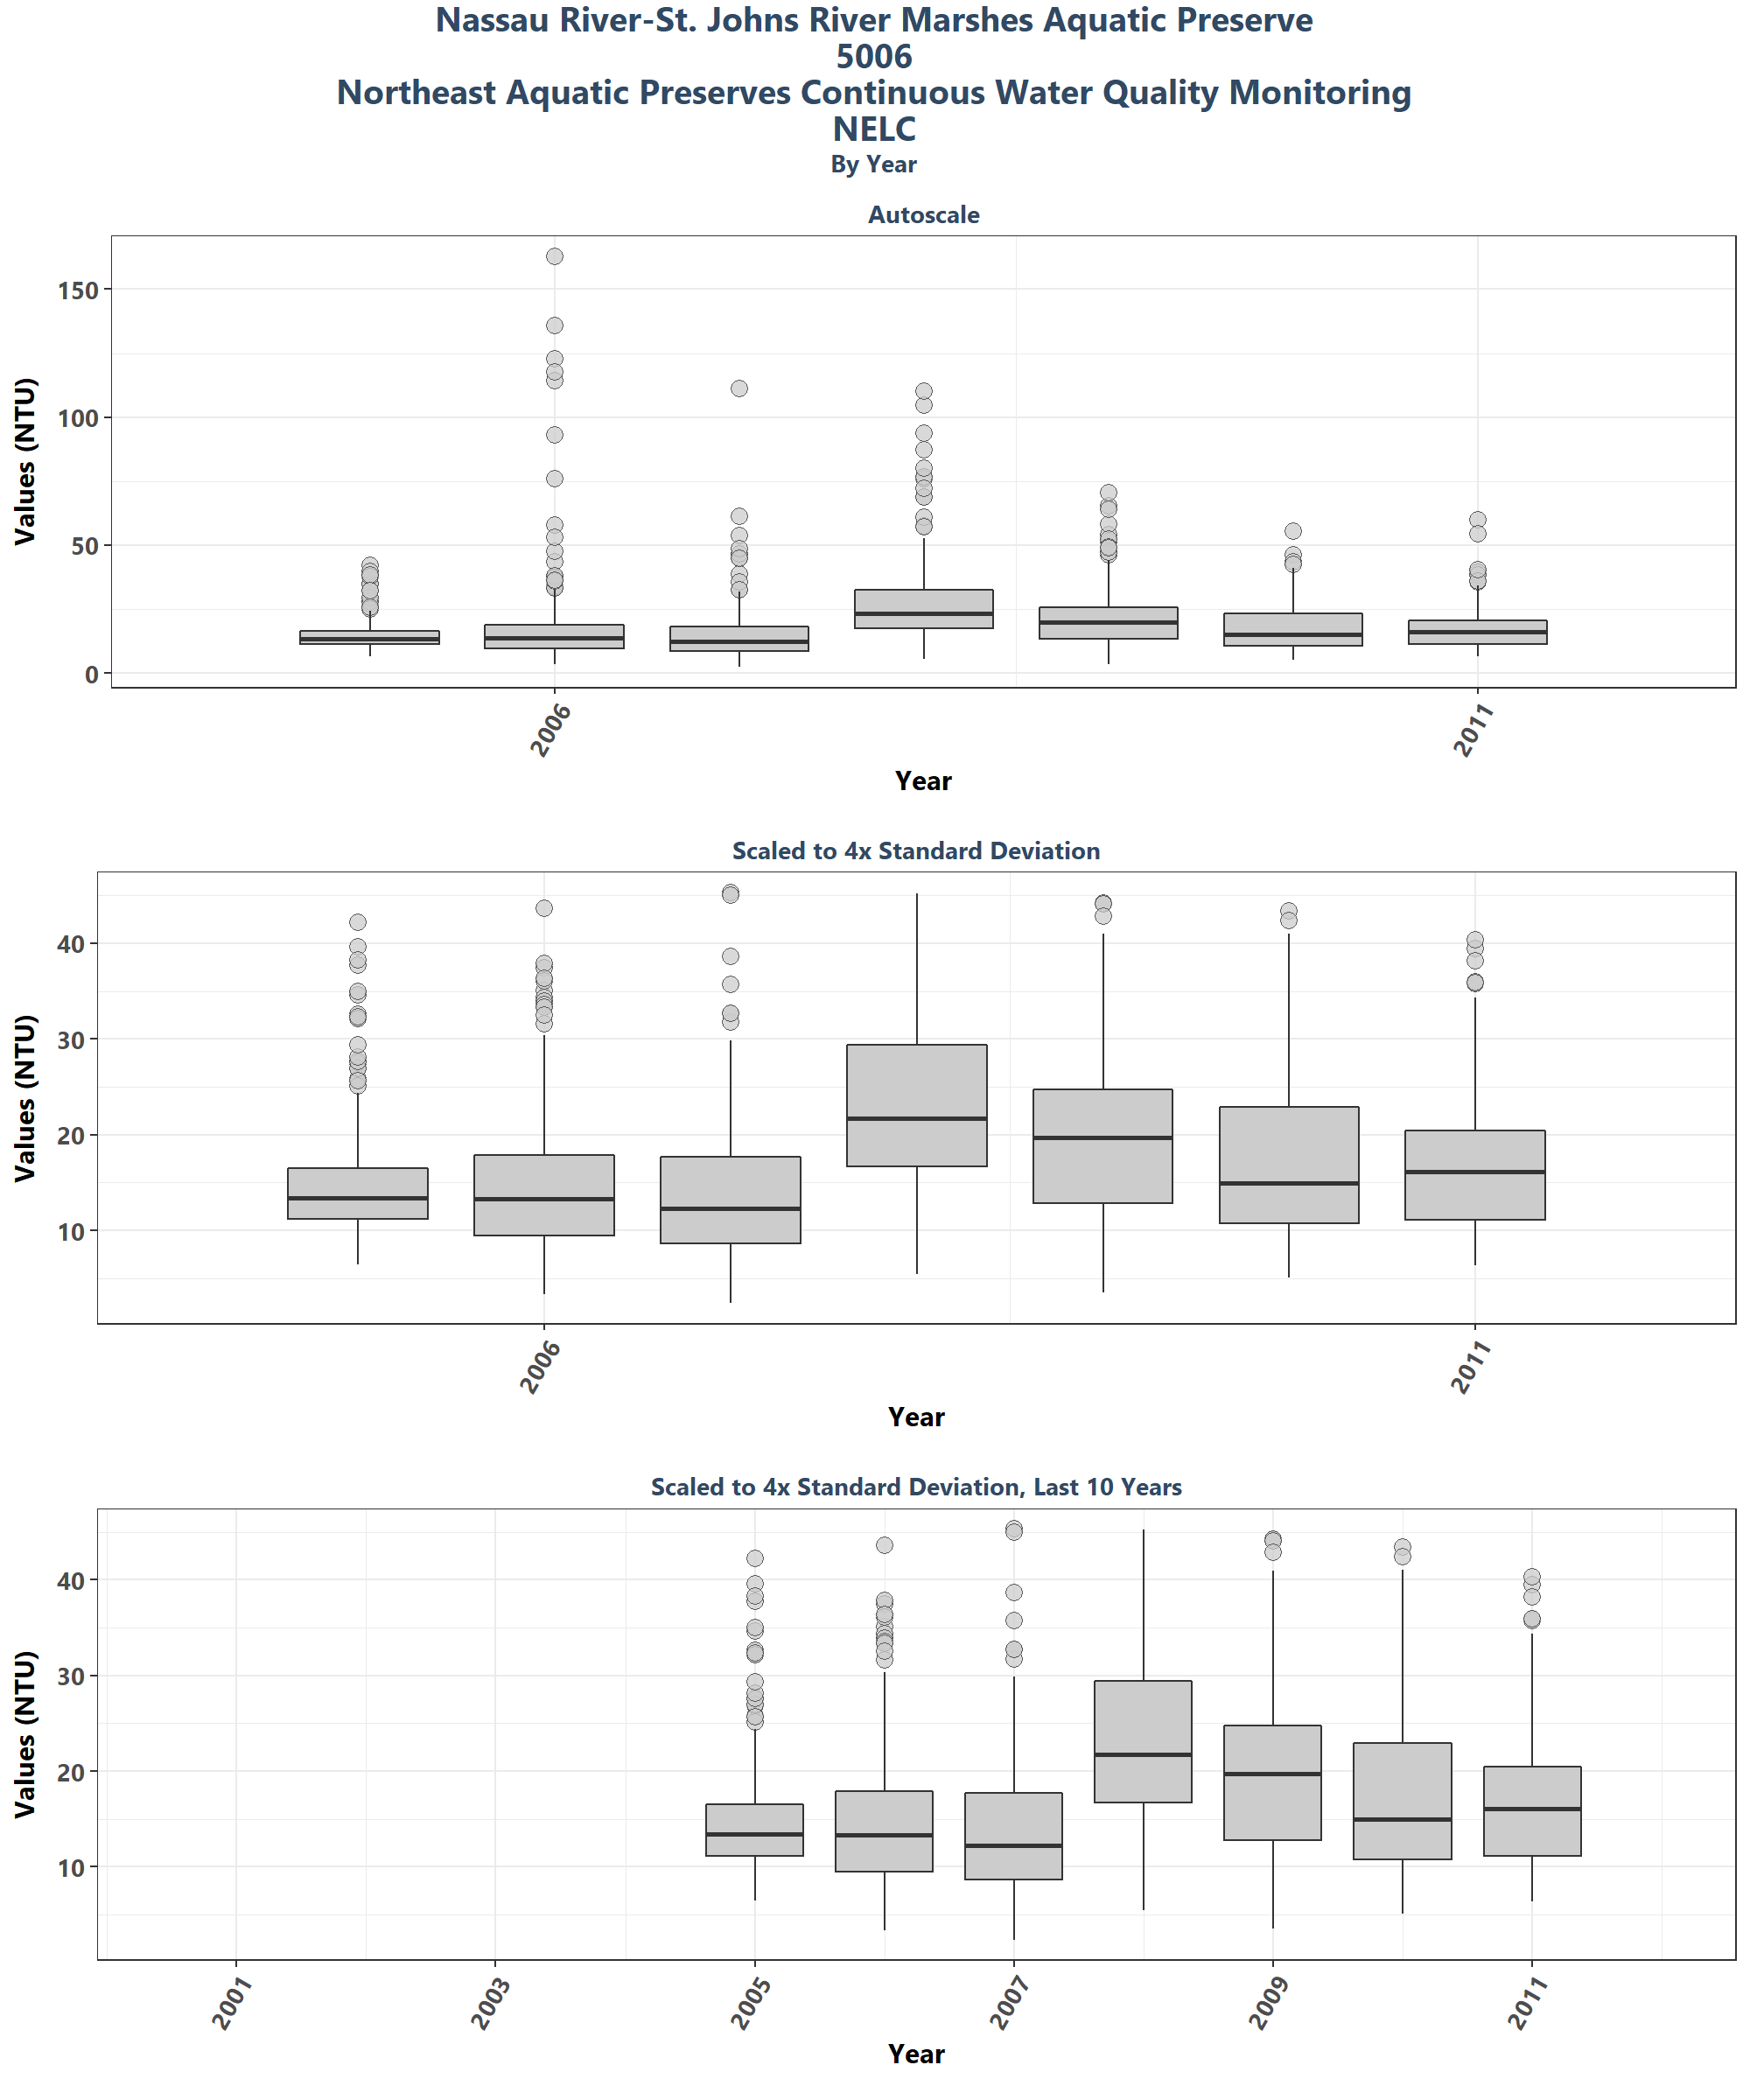 Nassau River-St. Johns River Marshes Aquatic Preserve
5006
Northeast Aquatic Preserves Continuous Water Quality Monitoring
NELC
By Year
Autoscale
Values (NTU)
150
100
50
0
2006
2011
Year
Scaled to 4x Standard Deviation
Values (NTU)
40
30
20
10
2006
2011
Year
Scaled to 4x Standard Deviation, Last 10 Years
Values (NTU)
40
30
20
10
2001
2003
2005
2007
2009
2011
Year